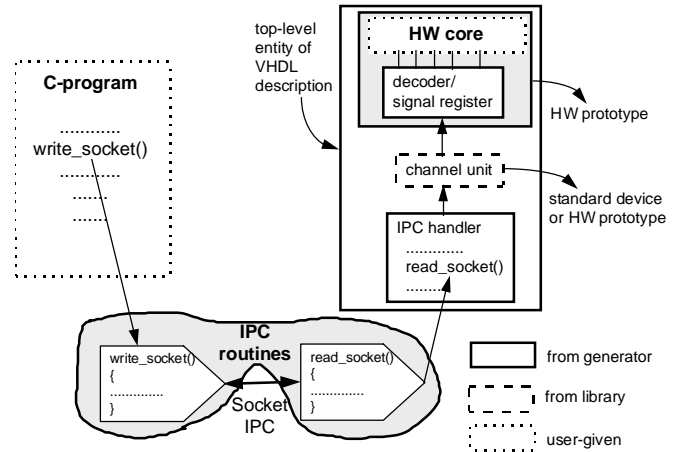 C-program
............
write_socket()
............
.......
.......
top-level
entity of
VHDL
description
HW core
decoder/
signal register
HW prototype
channel unit
standard device
or HW prototype
IPC handler
.............
read_socket()
.........
IPC
routines
write_socket()
{
..............
}
Socket
IPC
read_socket()
{
..............
}
from generator
from library
user-given